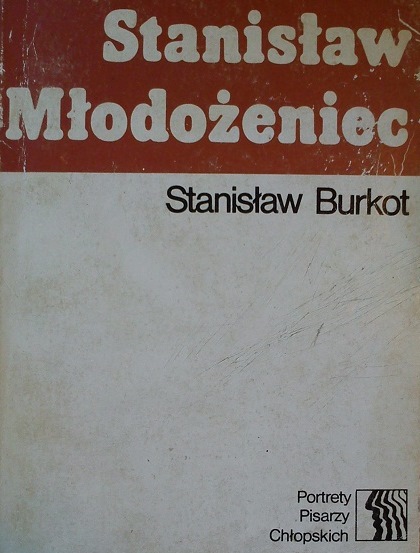 Stanisław
Młodożeniec
Stanisław Burkot
Portrety
Pisarzy
Chłopskich